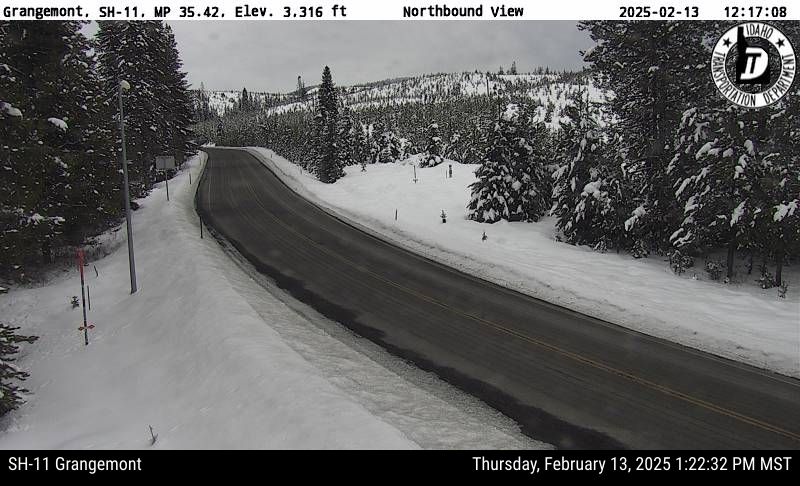 Grangemont, SH-11, MP 35.42, Elev. 3,316 ft Northbound View 2025-02-13 12:17:08
IDAHO
TRANSPORTATION DEPARTMENT
SH-11 Grangemont Thursday, February 13, 2025 1:22:32 PM MST